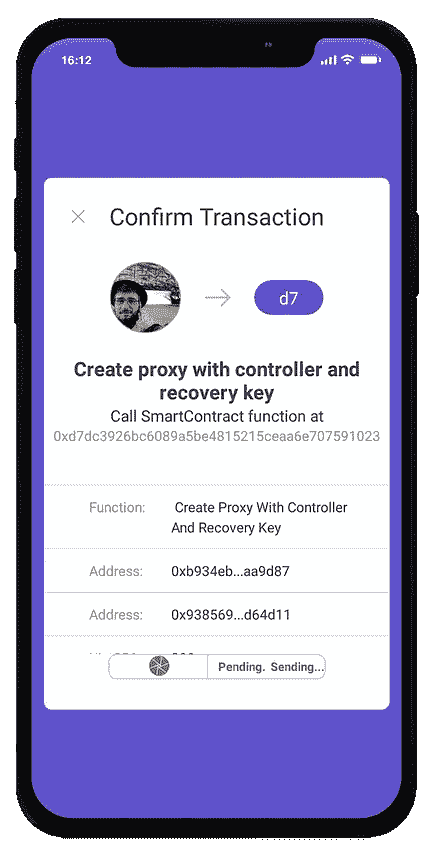 16:12
Confirm Transaction
d7
Create proxy with controller and
recovery key
Call SmartContract function at
0xd7dc3926bc6089a5be4815215ceaa6e707591023
Function: Create Proxy With Controller
And Recovery Key
Address: 0xb934eb...aa9d87
Address: 0x938569...d64d11
Pending. Sending...